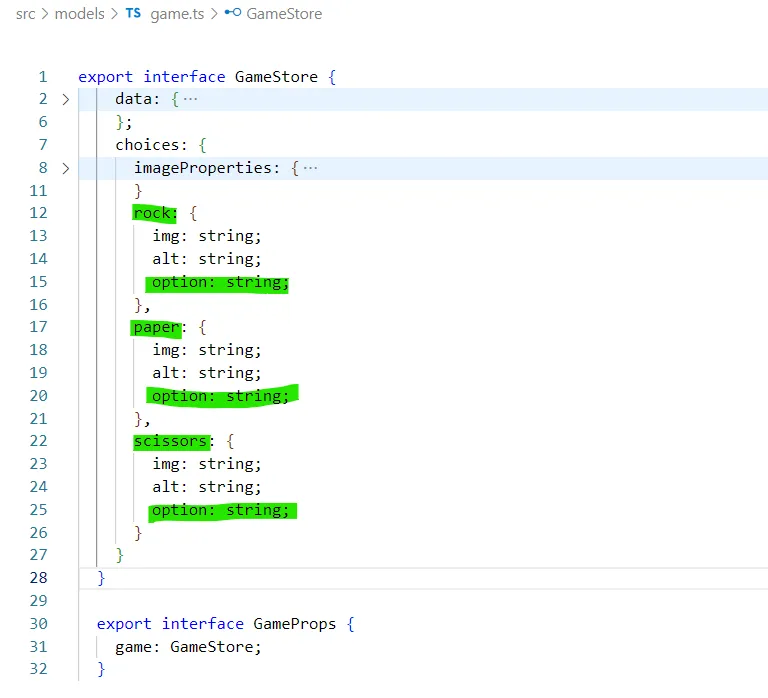 src > models > TS game.ts > GameStore
1 export interface GameStore {
2 > data: { ...
6 };
7 choices: {
8 > imageProperties: { ...
11 }
12 rock: {
13 img: string;
14 alt: string;
15 option: string;
16 },
17 paper: {
18 img: string;
19 alt: string;
20 option: string;
21 },
22 scissors: {
23 img: string;
24 alt: string;
25 option: string;
26 }
27 }
28 }
29
30 export interface GameProps {
31 game: GameStore;
32 }